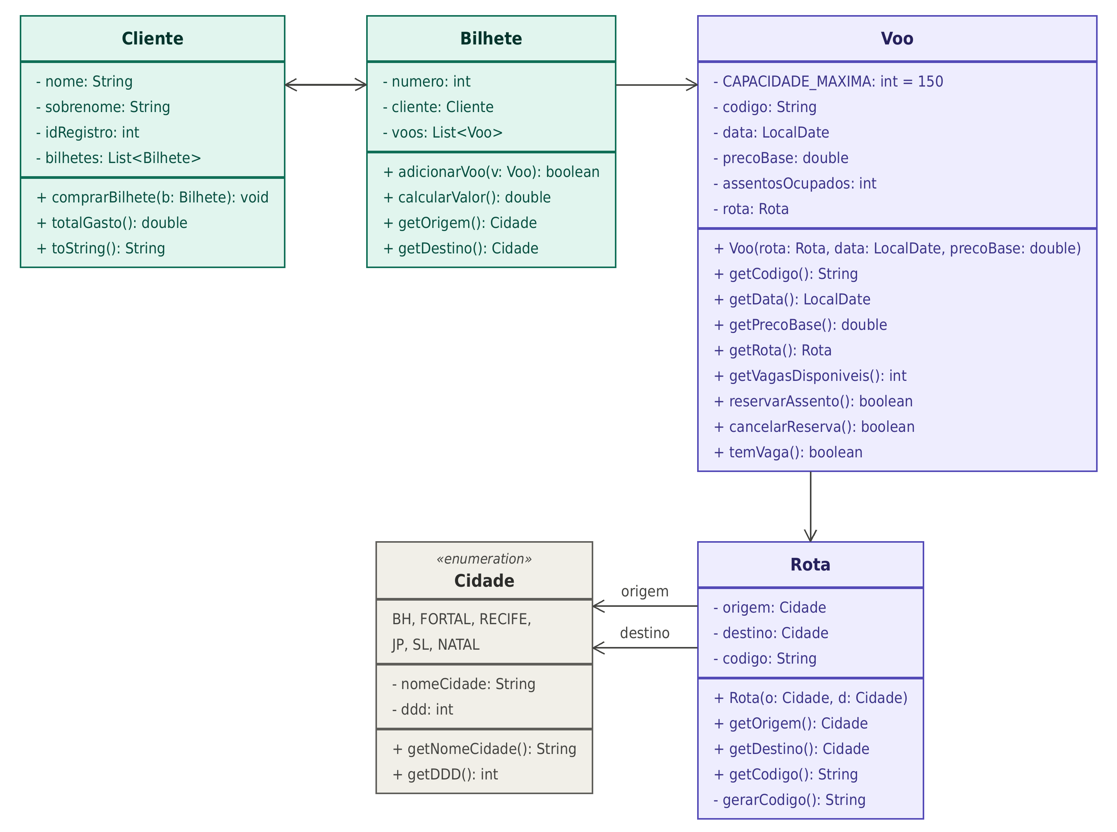 Cliente
- nome: String
- sobrenome: String
- idRegistro: int
- bilhetes: List<Bilhete>
+ comprarBilhete(b: Bilhete): void
+ totalGasto(): double
+ toString(): String
Bilhete
- numero: int
- cliente: Cliente
- voos: List<Voo>
+ adicionarVoo(v: Voo): boolean
+ calcularValor(): double
+ getOrigem(): Cidade
+ getDestino(): Cidade
Voo
- CAPACIDADE_MAXIMA: int = 150
- codigo: String
- data: LocalDate
- precoBase: double
- assentosOcupados: int
- rota: Rota
+ Voo(rota: Rota, data: LocalDate, precoBase: double)
+ getCodigo(): String
+ getData(): LocalDate
+ getPrecoBase(): double
+ getRota(): Rota
+ getVagasDisponiveis(): int
+ reservarAssento(): boolean
+ cancelarReserva(): boolean
+ temVaga(): boolean
«enumeration»
Cidade
BH, FORTAL, RECIFE,
JP, SL, NATAL
- nomeCidade: String
- ddd: int
+ getNomeCidade(): String
+ getDDD(): int
origem
destino
Rota
- origem: Cidade
- destino: Cidade
- codigo: String
+ Rota(o: Cidade, d: Cidade)
+ getOrigem(): Cidade
+ getDestino(): Cidade
+ getCodigo(): String
- gerarCodigo(): String